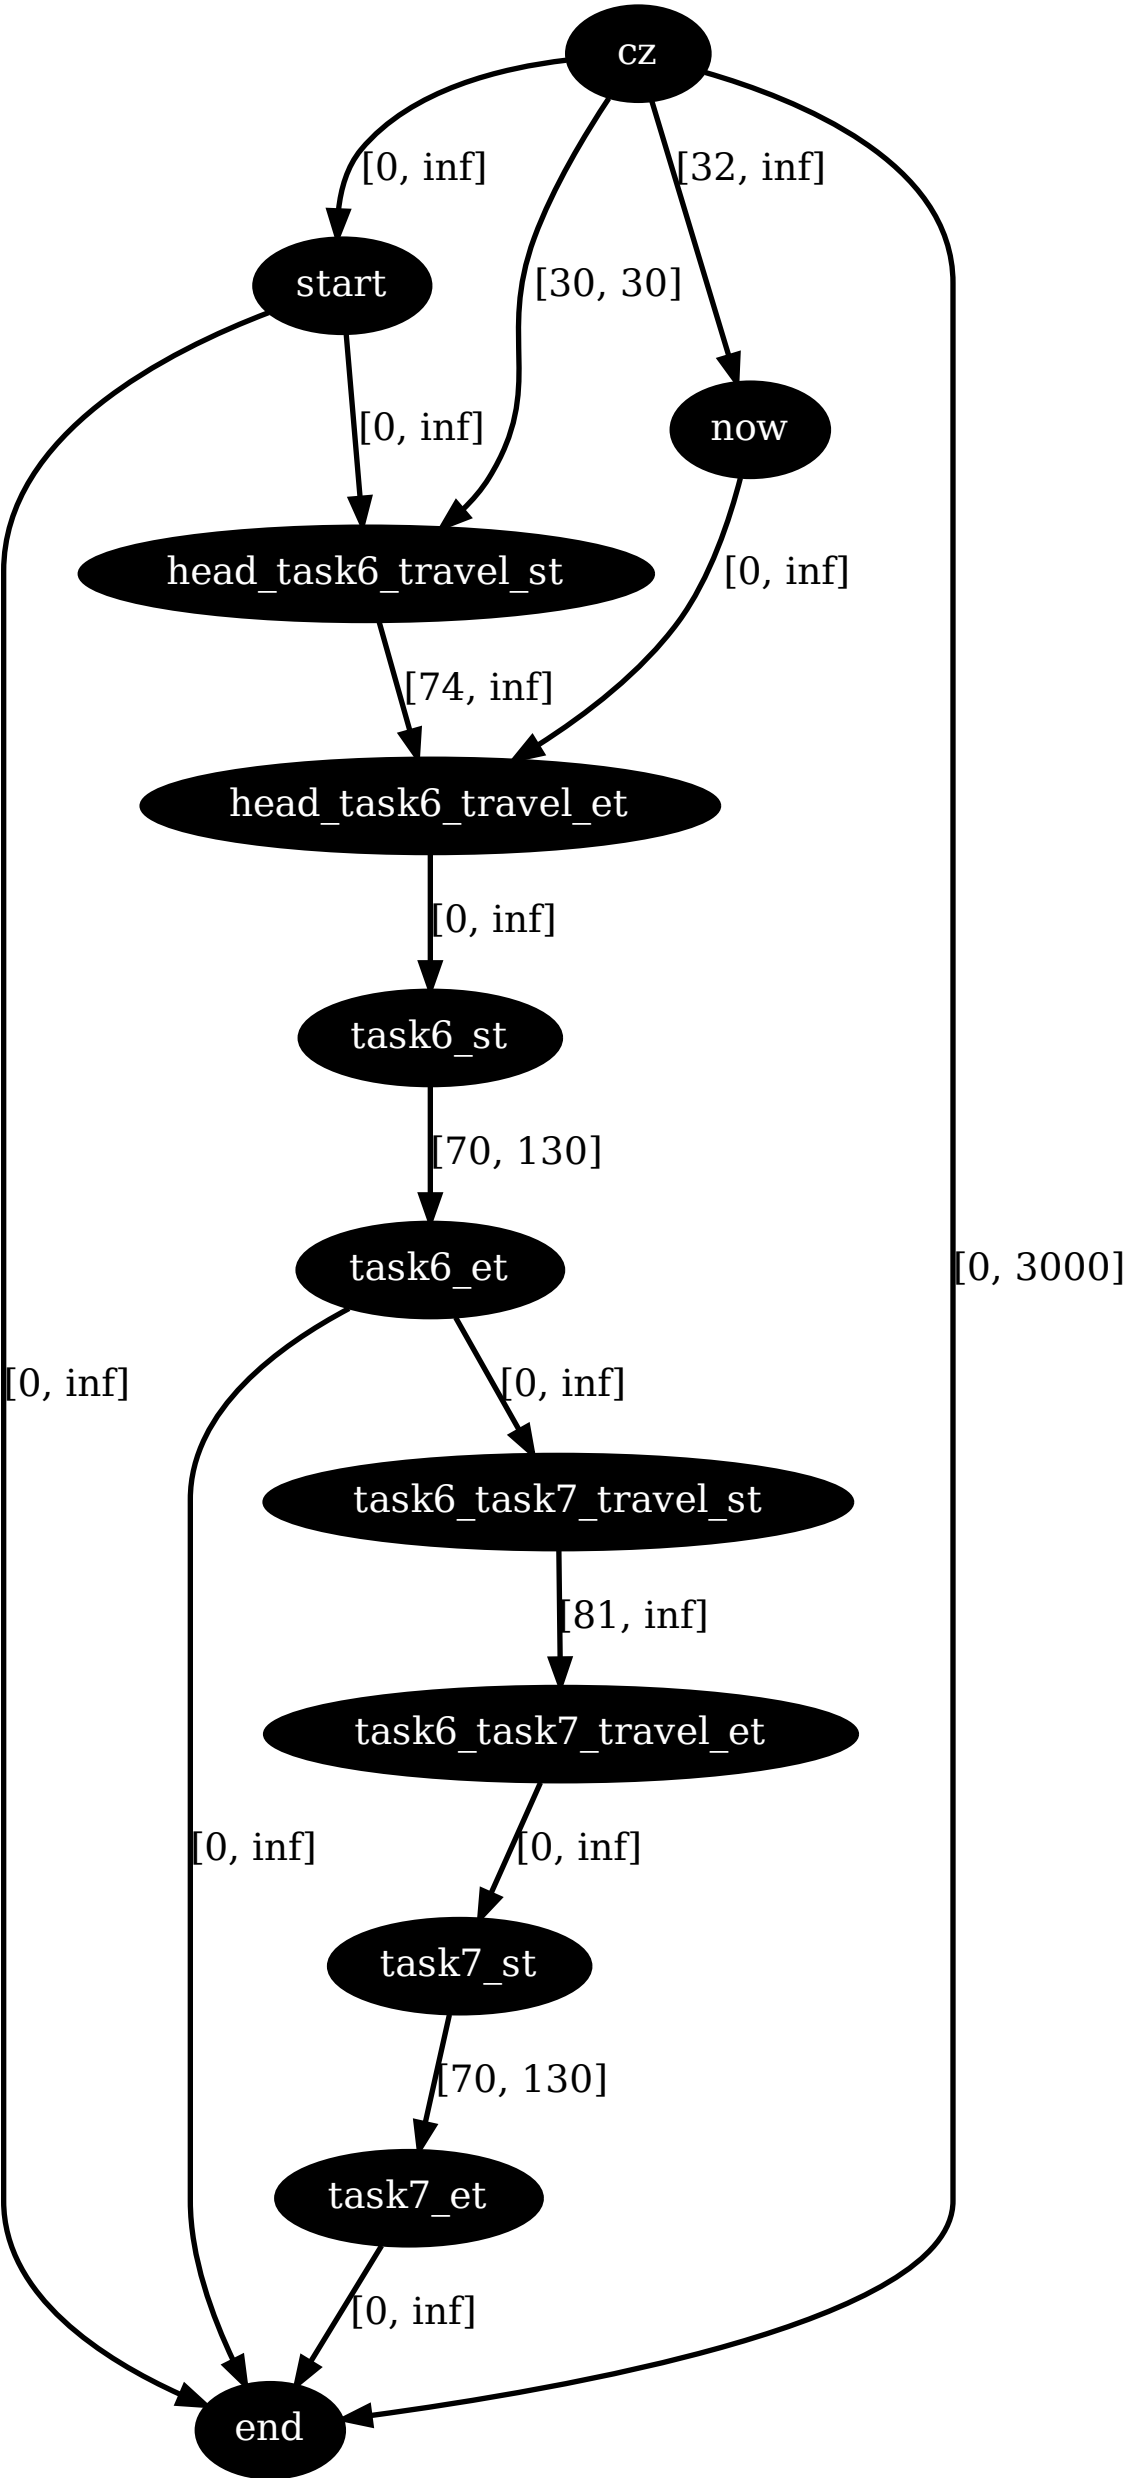 cz
[0, inf]
[32, inf]
start
[30, 30]
now
[0, inf]
head_task6_travel_st
[0, inf]
[74, inf]
head_task6_travel_et
[0, inf]
task6_st
[70, 130]
task6_et
[0, 3000]
[0, inf]
[0, inf]
task6_task7_travel_st
[81, inf]
task6_task7_travel_et
[0, inf]
[0, inf]
task7_st
[70, 130]
task7_et
[0, inf]
end